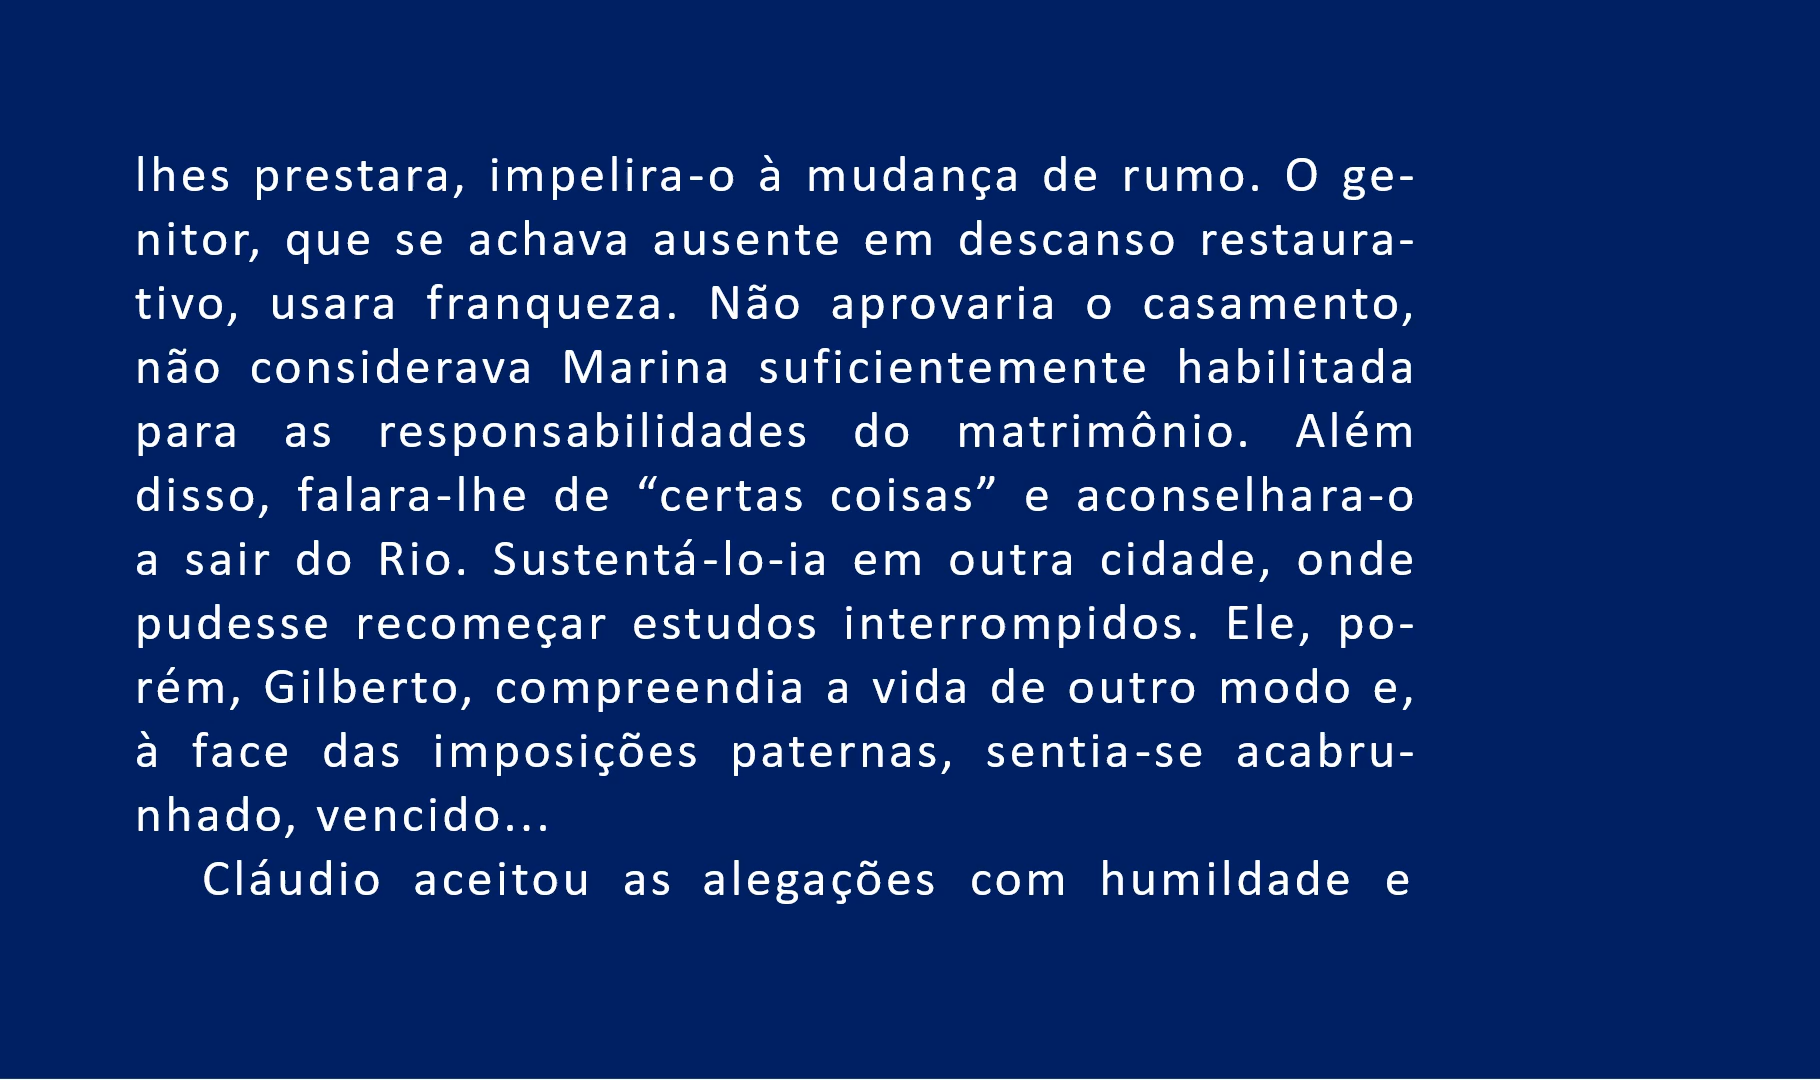 lhes prestara, impelira-o à mudança de rumo. O ge-
nitor, que se achava ausente em descanso restaura-
tivo, usara franqueza. Não aprovaria o casamento,
não considerava Marina suficientemente habilitada
para as responsabilidades do matrimônio. Além
disso, falara-lhe de “certas coisas” e aconselhara-o
a sair do Rio. Sustentá-lo-ia em outra cidade, onde
pudesse recomeçar estudos interrompidos. Ele, po-
rém, Gilberto, compreendia a vida de outro modo e,
à face das imposições paternas, sentia-se acabru-
nhado, vencido...
Cláudio aceitou as alegações com humildade e